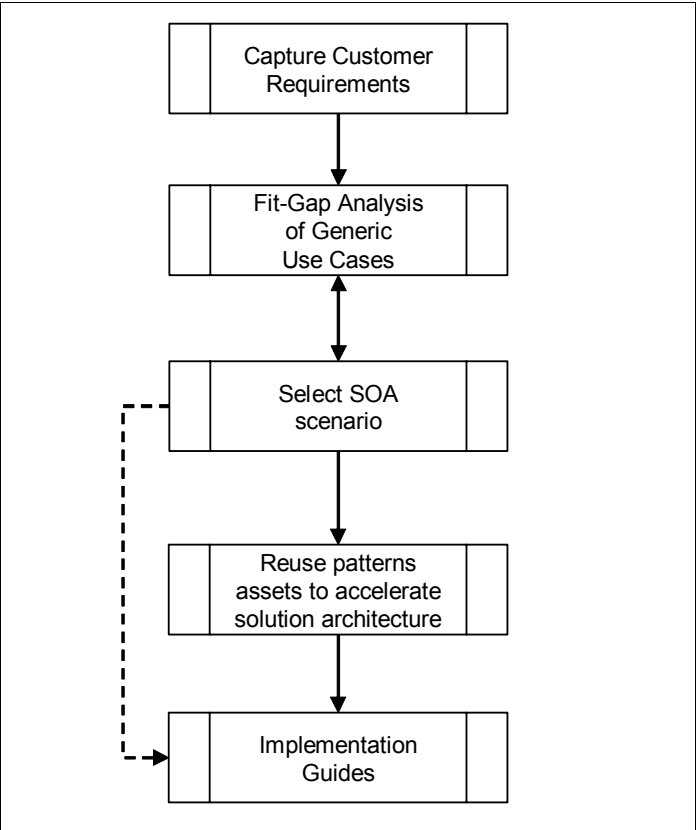 Capture Customer
Requirements
Fit-Gap Analysis
of Generic
Use Cases
Select SOA
scenario
Reuse patterns
assets to accelerate
solution architecture
Implementation
Guides